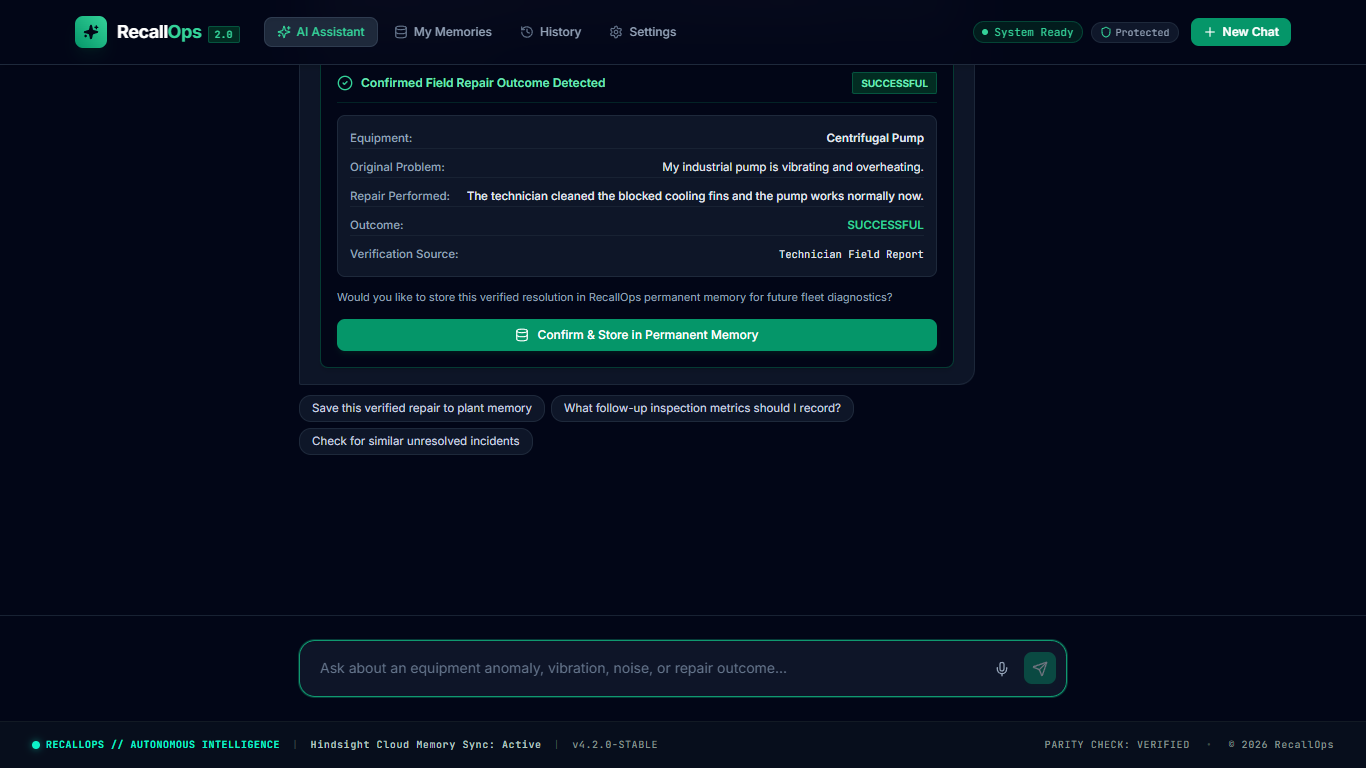 RecallOps 2.0 AI Assistant My Memories History Settings System Ready Protected New Chat
Confirmed Field Repair Outcome Detected SUCCESSFUL
Equipment: Centrifugal Pump
Original Problem: My industrial pump is vibrating and overheating.
Repair Performed: The technician cleaned the blocked cooling fins and the pump works normally now.
Outcome: SUCCESSFUL
Verification Source: Technician Field Report
Would you like to store this verified resolution in RecallOps permanent memory for future fleet diagnostics?
Confirm & Store in Permanent Memory
Save this verified repair to plant memory What follow-up inspection metrics should I record?
Check for similar unresolved incidents
Ask about an equipment anomaly, vibration, noise, or repair outcome...
RECALLOPS // AUTONOMOUS INTELLIGENCE | Hindsight Cloud Memory Sync: Active | v4.2.0-STABLE PARITY CHECK: VERIFIED · © 2026 RecallOps